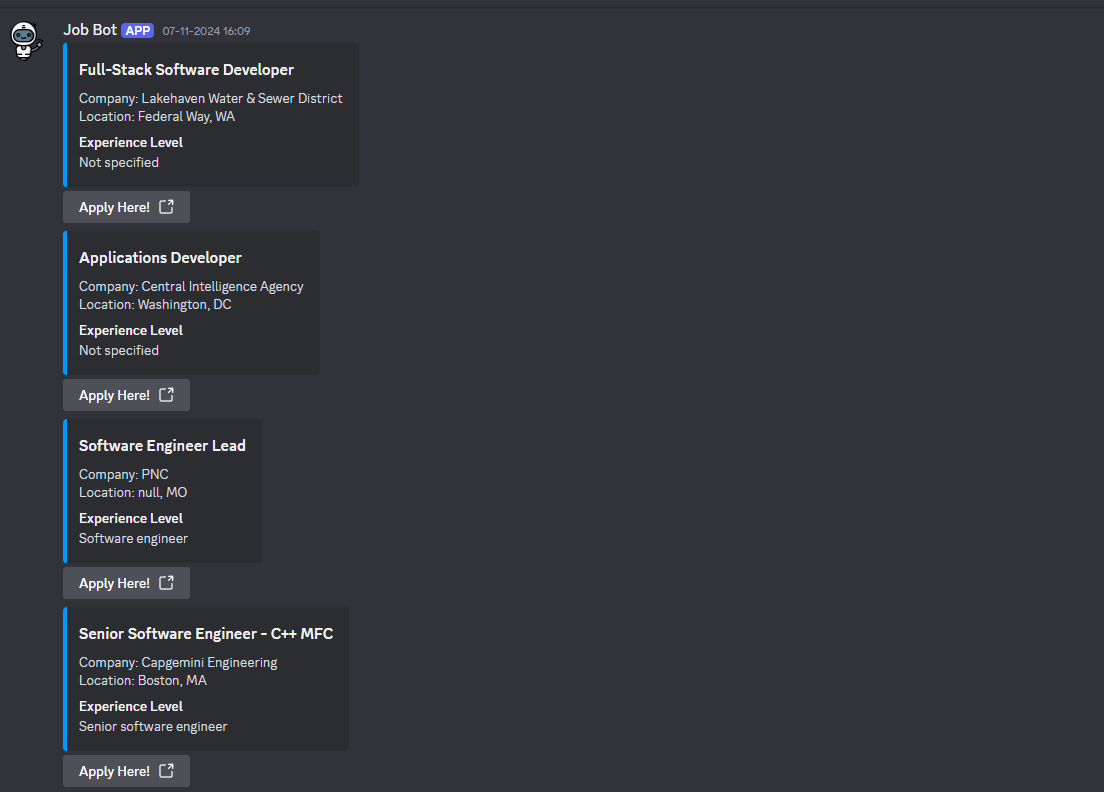 Job Bot APP 07-11-2024 16:09
Full-Stack Software Developer
Company: Lakehaven Water & Sewer District
Location: Federal Way, WA
Experience Level
Not specified
Apply Here!
Applications Developer
Company: Central Intelligence Agency
Location: Washington, DC
Experience Level
Not specified
Apply Here!
Software Engineer Lead
Company: PNC
Location: null, MO
Experience Level
Software engineer
Apply Here!
Senior Software Engineer - C++ MFC
Company: Capgemini Engineering
Location: Boston, MA
Experience Level
Senior software engineer
Apply Here!